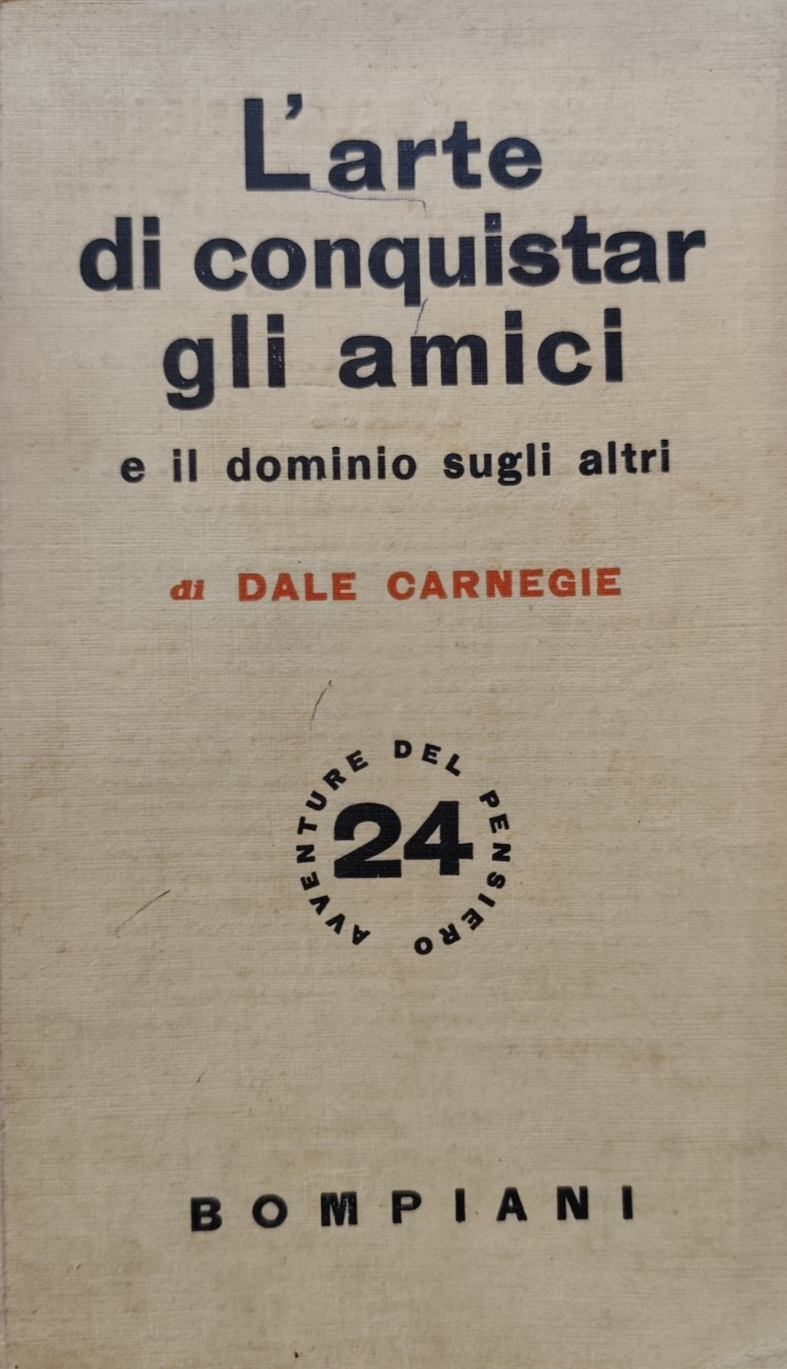 L'arte
di conquistar
gli amici
e il dominio sugli altri
di DALE CARNEGIE
AVVENTURE DEL PENSIERO
24
BOMPIANI